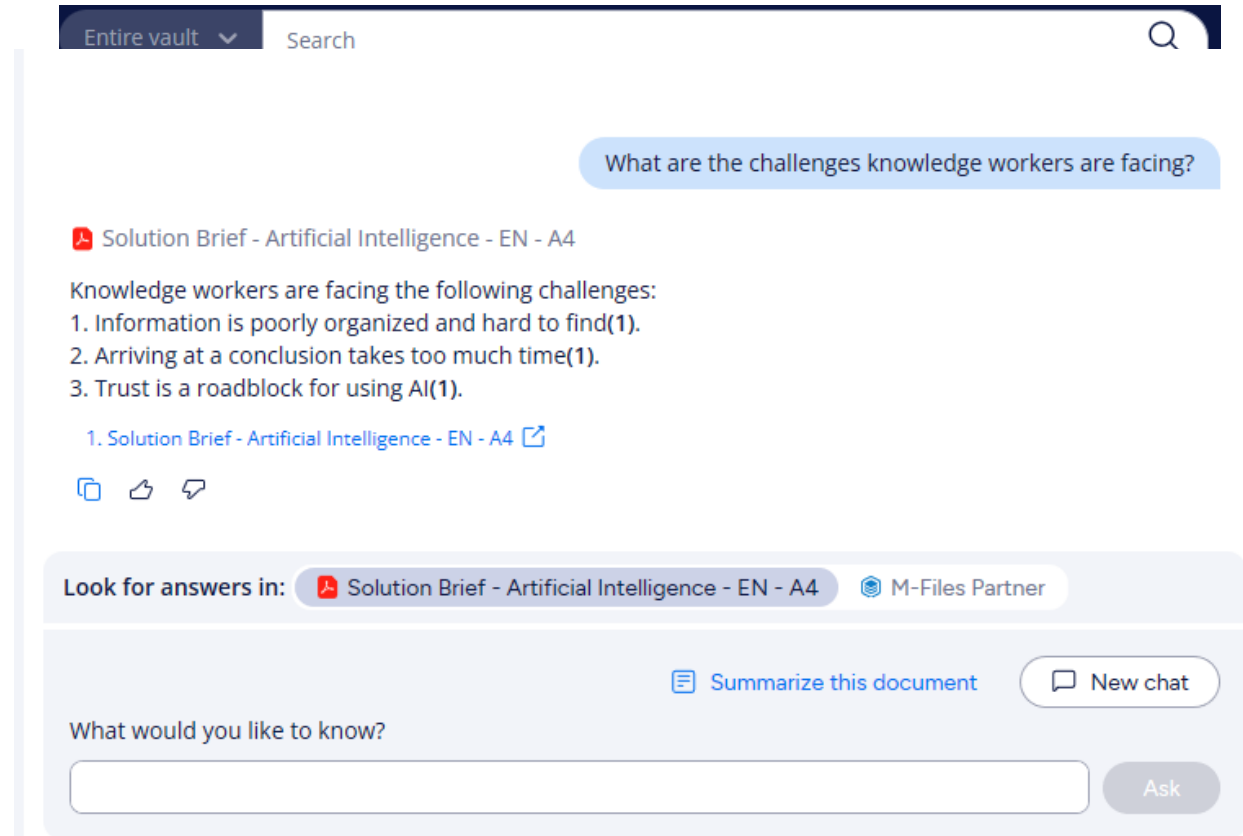 Entire vault
Search
What are the challenges knowledge workers are facing?
Solution Brief - Artificial Intelligence - EN - A4
Knowledge workers are facing the following challenges:
1. Information is poorly organized and hard to find(1).
2. Arriving at a conclusion takes too much time(1).
3. Trust is a roadblock for using AI(1).
1. Solution Brief - Artificial Intelligence - EN - A4
Look for answers in: Solution Brief - Artificial Intelligence - EN - A4 M-Files Partner
Summarize this document New chat
What would you like to know?
Ask